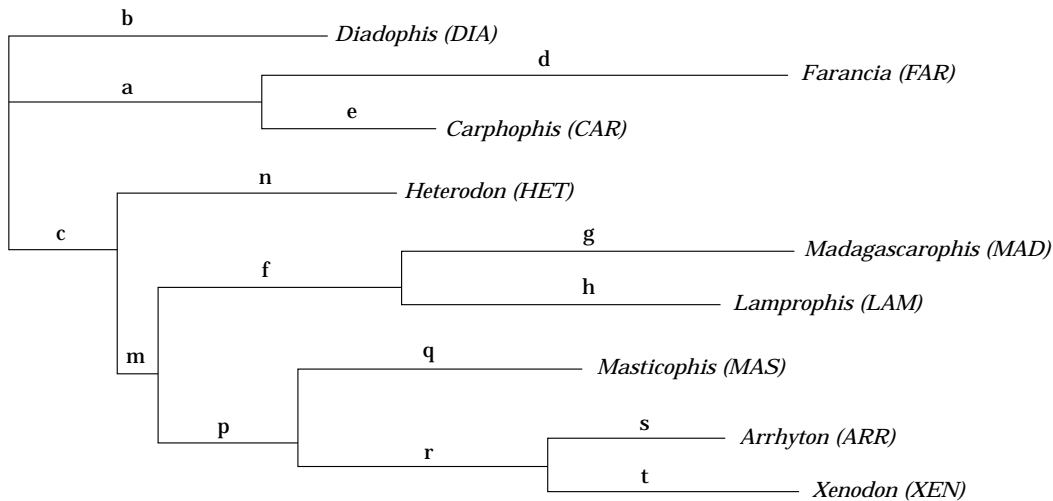 b
Diadophis (DIA)
d
Farancia (FAR)
a
e
Carphophis (CAR)
n
Heterodon (HET)
c
g
Madagascarophis (MAD)
f
h
Lamprophis (LAM)
m
q
Masticophis (MAS)
p
s
Arrhyton (ARR)
r
t
Xenodon (XEN)